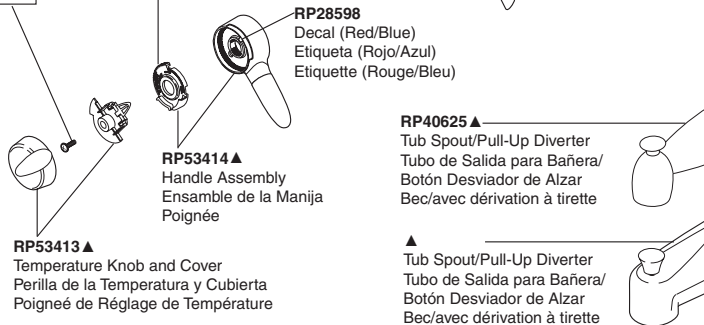 RP28598
Decal (Red/Blue)
Etiqueta (Rojo/Azul)
Etiquette (Rouge/Bleu)
RP53414▲
Handle Assembly
Ensamble de la Manija
Poignée
RP53413▲
Temperature Knob and Cover
Perilla de la Temperatura y Cubierta
Poigneé de Réglage de Température
RP40625▲
Tub Spout/Pull-Up Diverter
Tubo de Salida para Bañera/
Botón Desviador de Alzar
Bec/avec dérivation à tirette
▲
Tub Spout/Pull-Up Diverter
Tubo de Salida para Bañera/
Botón Desviador de Alzar
Bec/avec dérivation à tirette